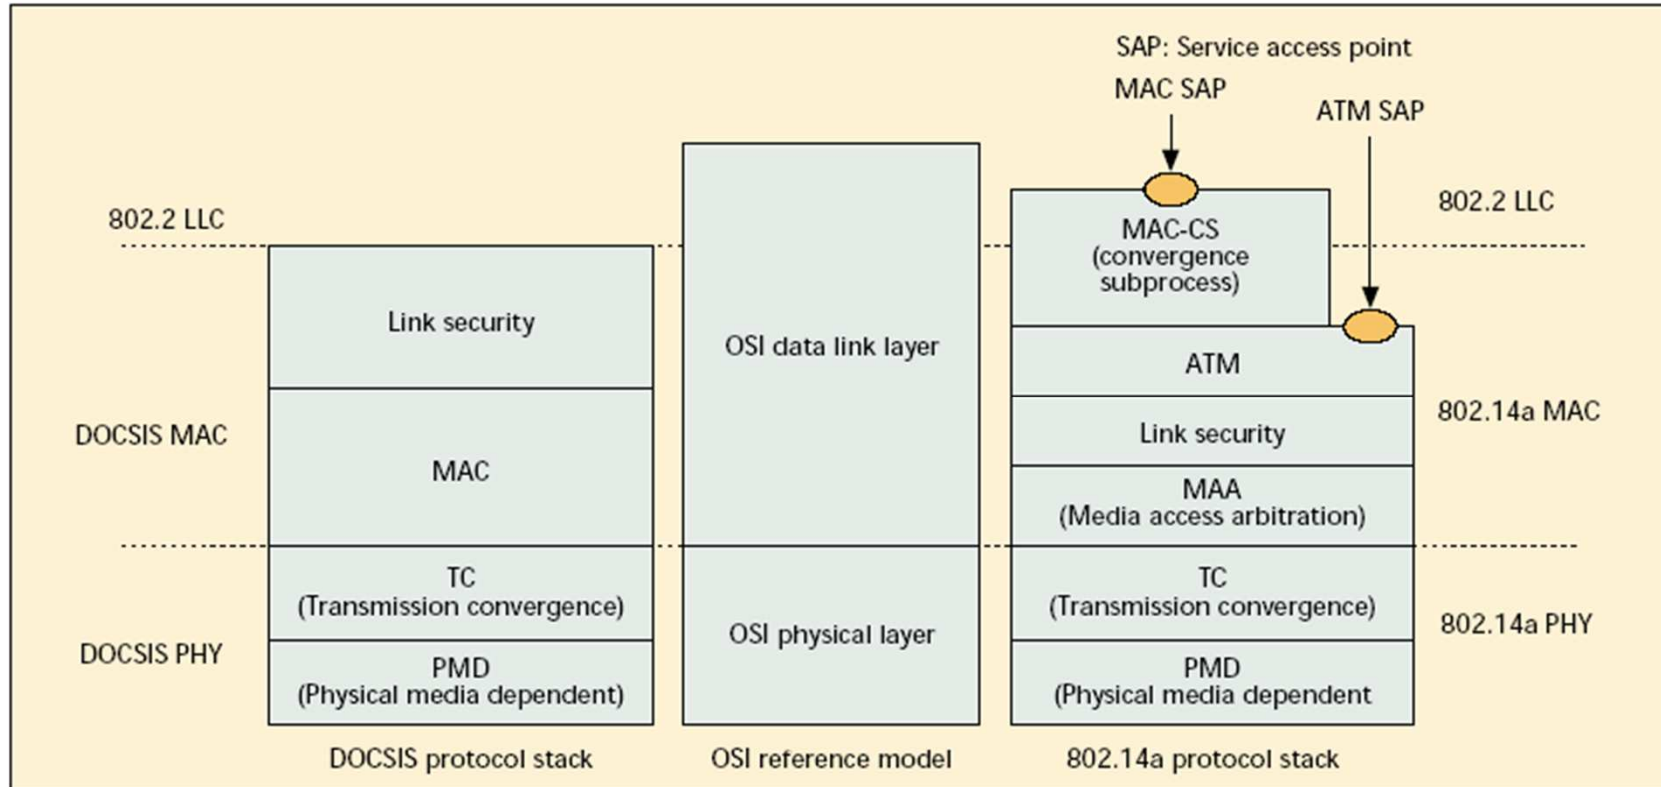 SAP: Service access point
MAC SAP
ATM SAP
802.2 LLC
DOCSIS MAC
DOCSIS PHY
Link security
MAC
TC
(Transmission convergence)
PMD
(Physical media dependent)
DOCSIS protocol stack
OSI data link layer
OSI physical layer
OSI reference model
MAC-CS
(convergence
subprocess)
ATM
Link security
MAA
(Media access arbitration)
TC
(Transmission convergence)
PMD
(Physical media dependent
802.14a protocol stack
802.2 LLC
802.14a MAC
802.14a PHY